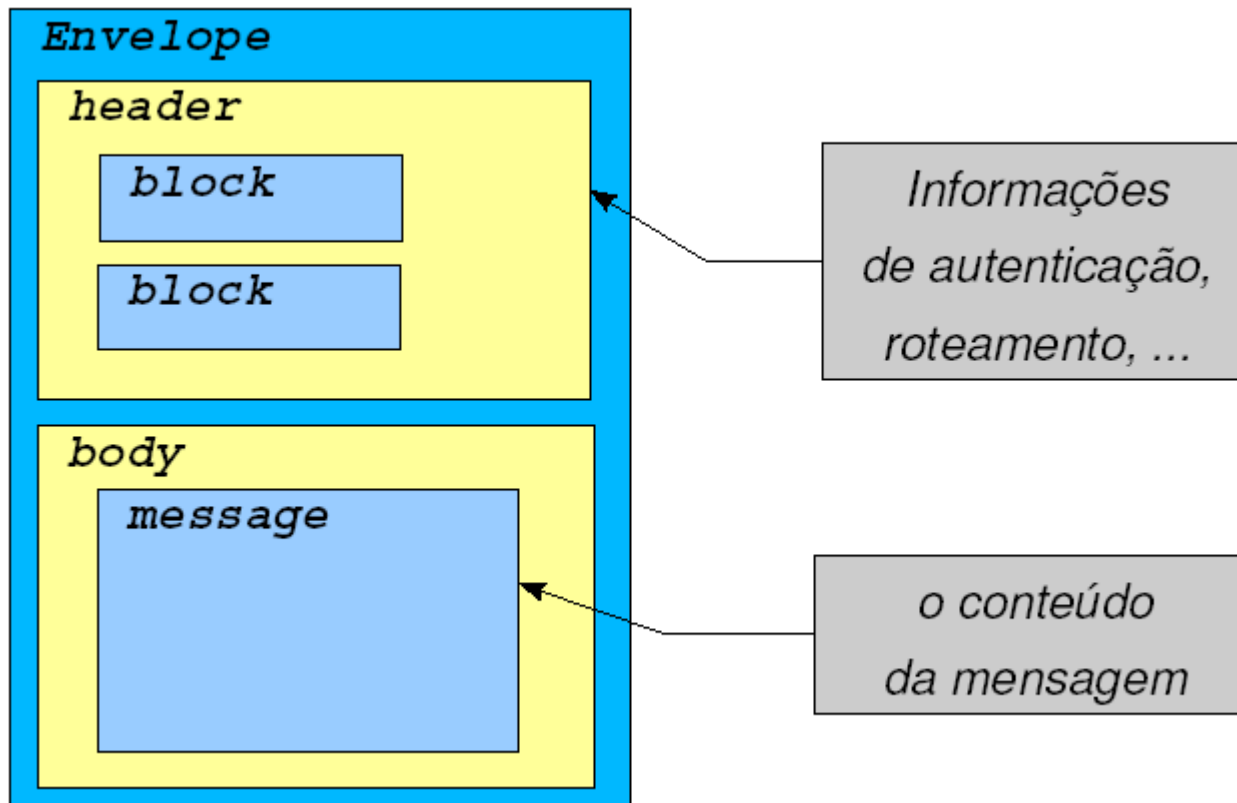 Envelope
header
block
block
Informações
de autenticação,
roteamento, ...
body
message
o conteúdo
da mensagem